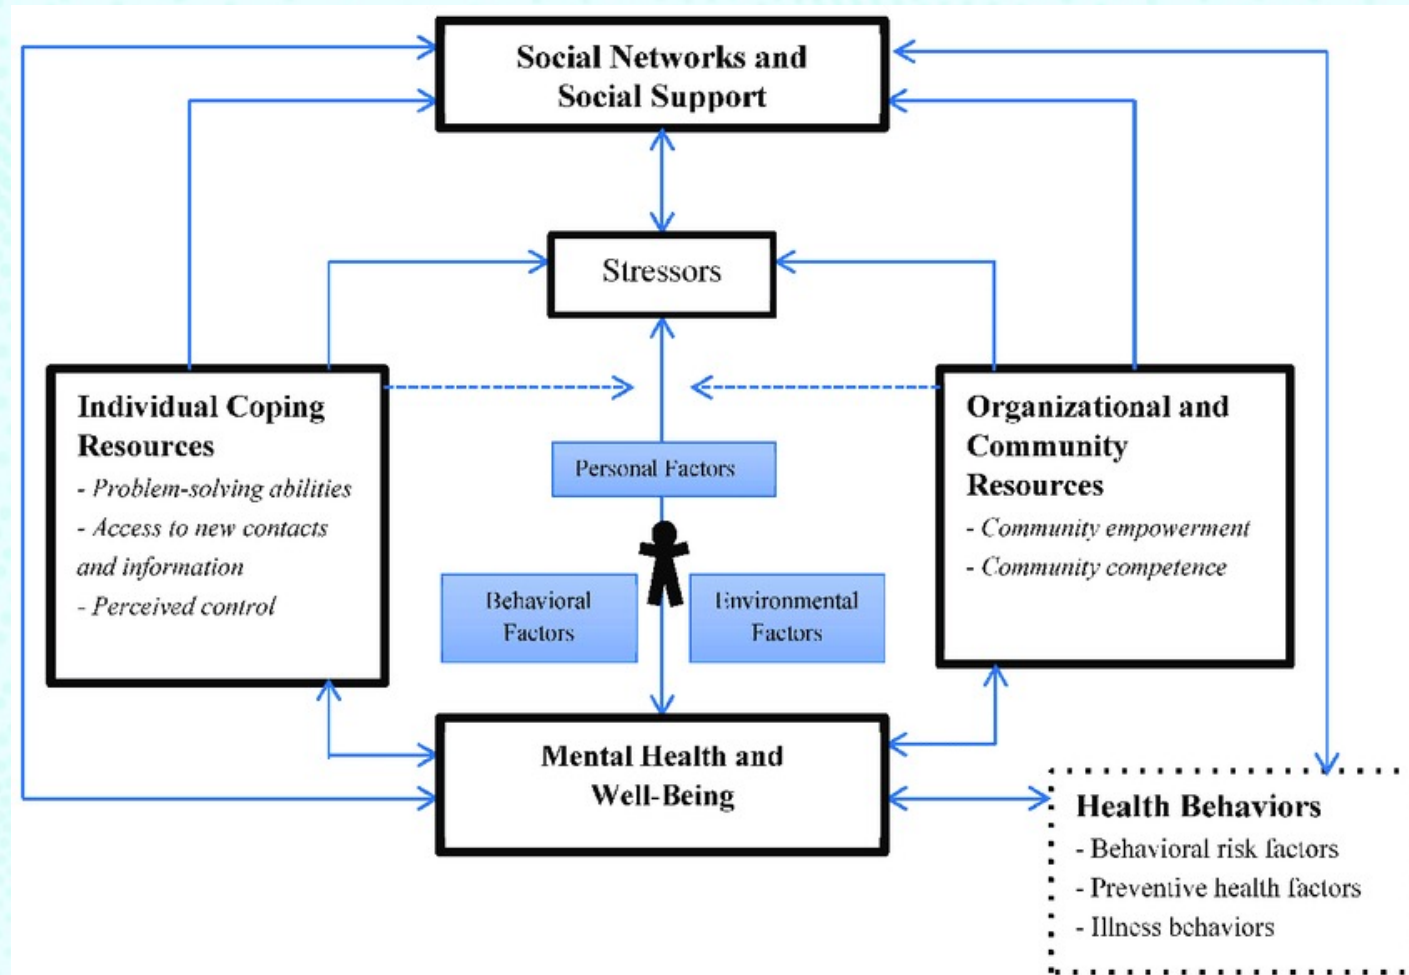 Social Networks and
Social Support
Stressors
Individual Coping
Resources
- Problem-solving abilities
- Access to new contacts
and information
- Perceived control
Organizational and
Community
Resources
- Community empowerment
- Community competence
Personal Factors
Behavioral
Factors
Environmental
Factors
Mental Health and
Well-Being
Health Behaviors
- Behavioral risk factors
- Preventive health factors
- Illness behaviors